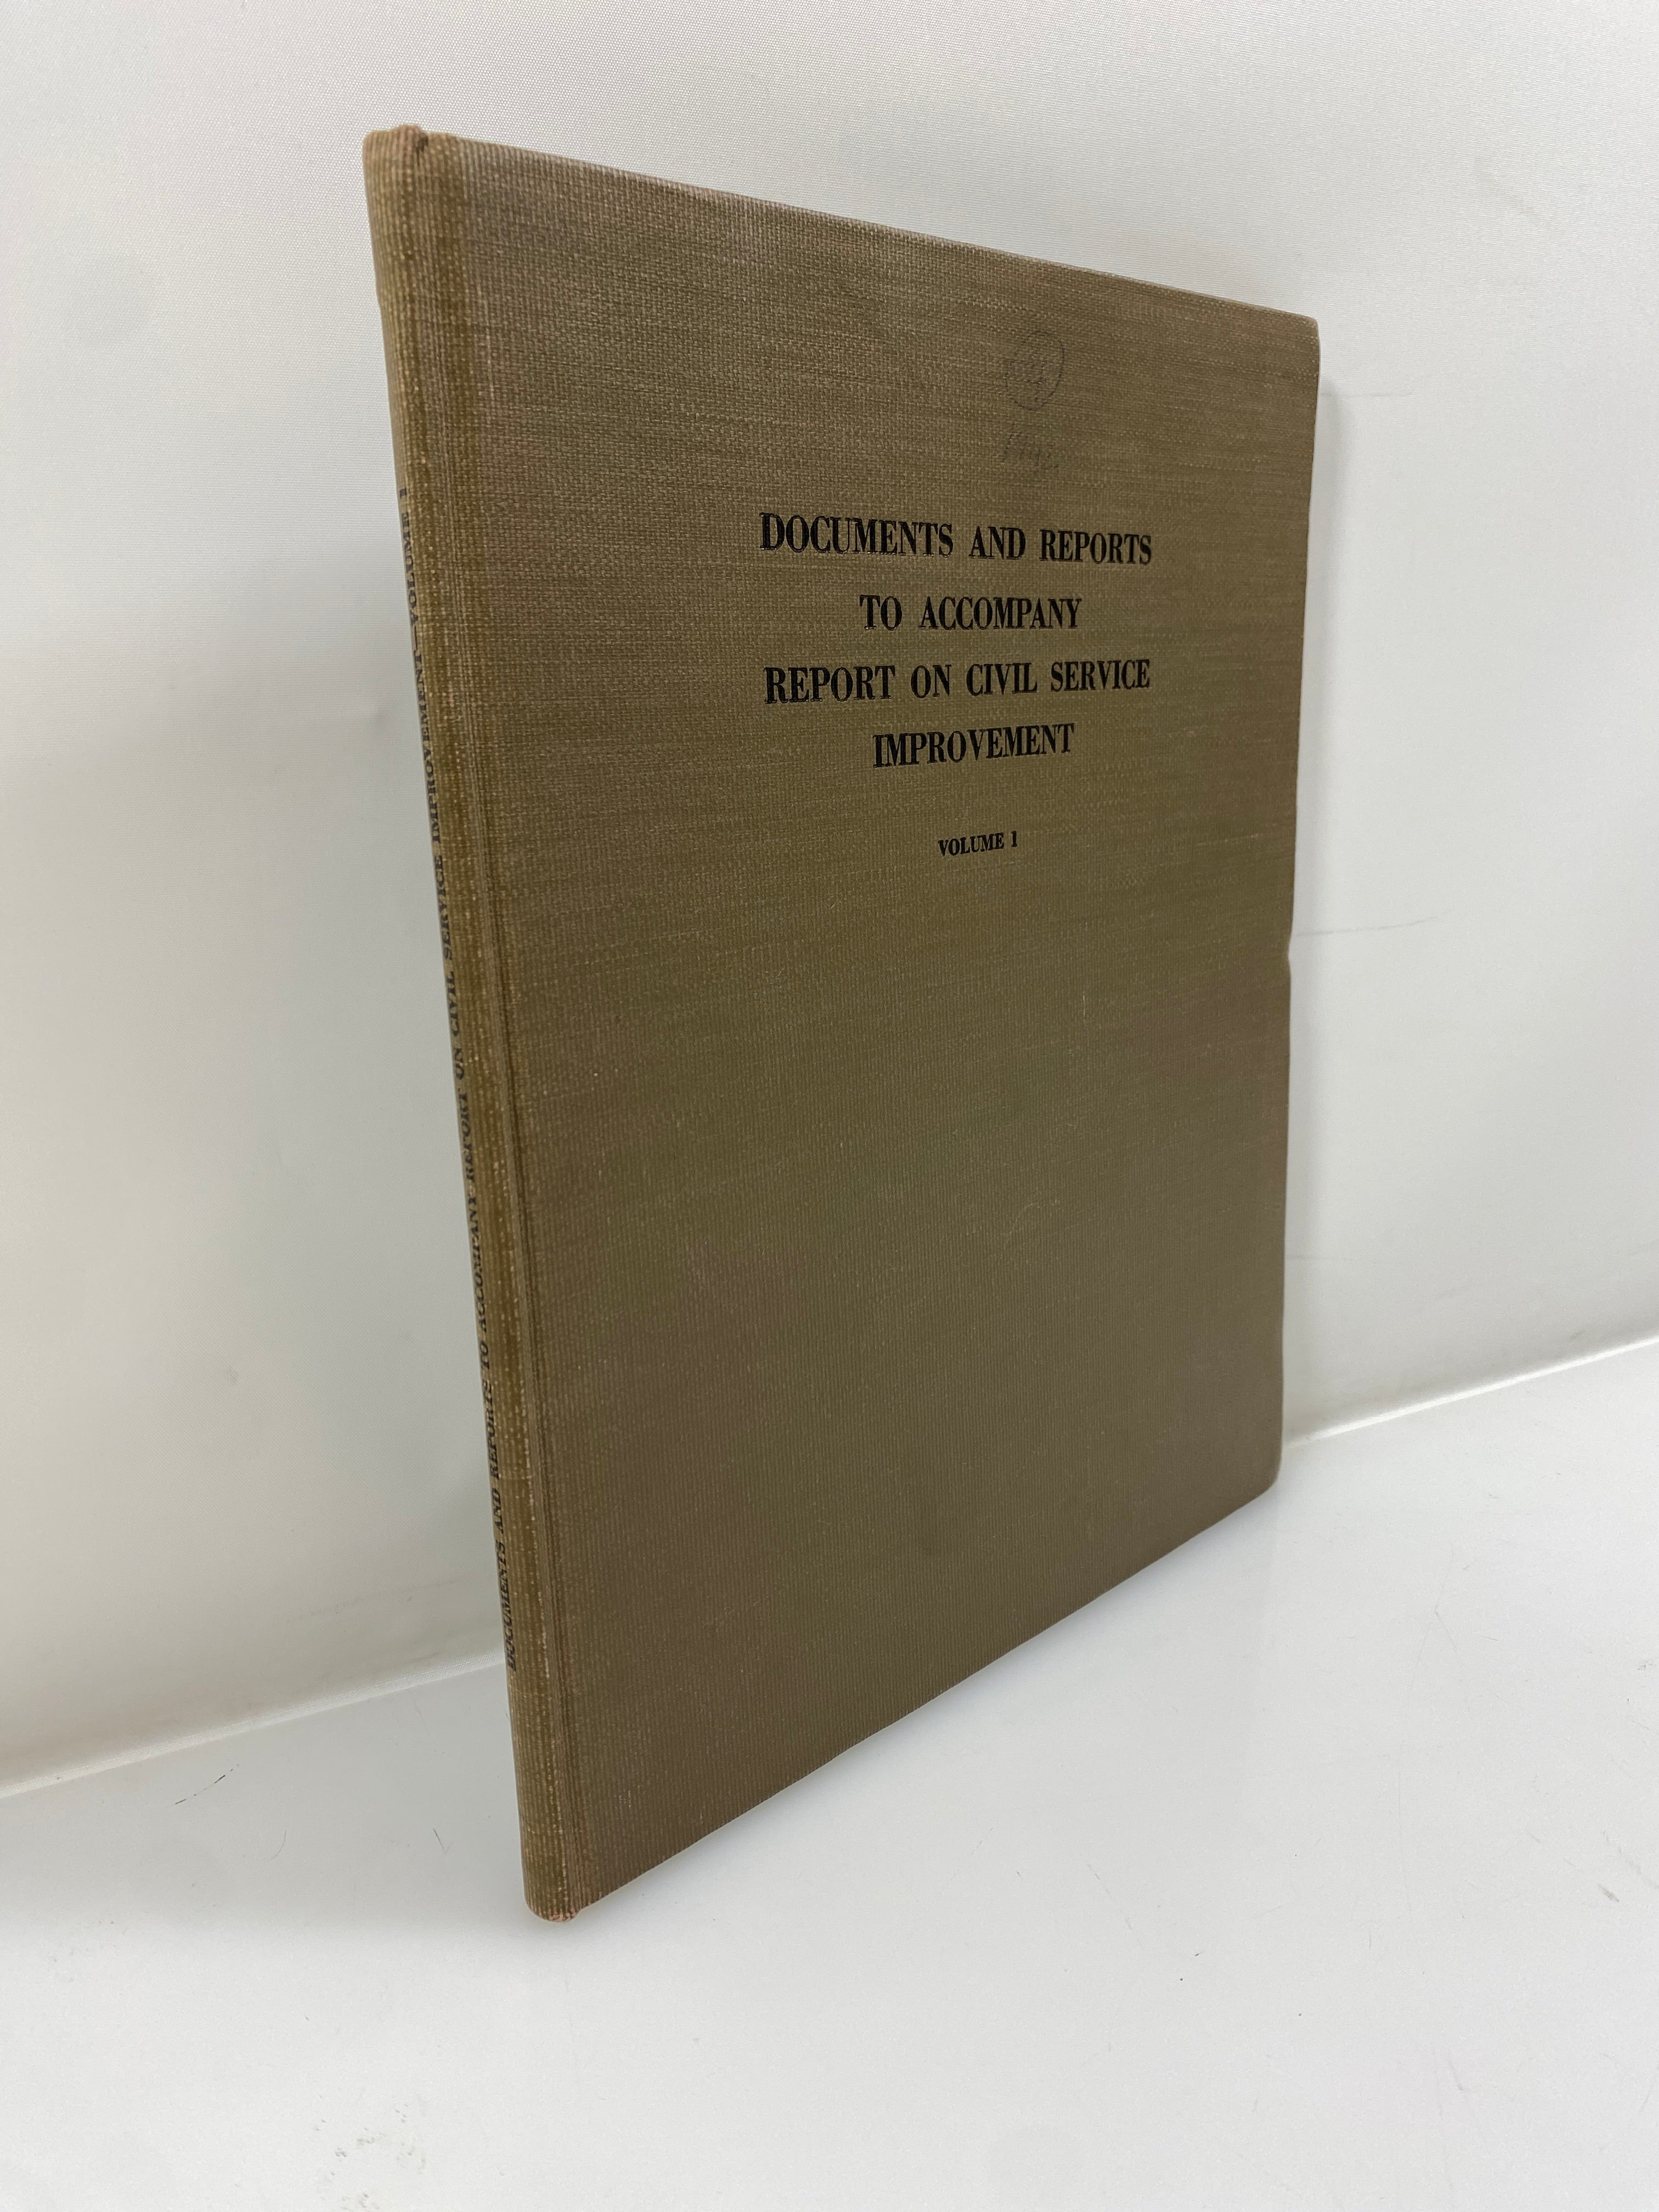 DOCUMENTS AND REPORTS
TO ACCOMPANY
REPORT ON CIVIL SERVICE
IMPROVEMENT
VOLUME 1
DOCUMENTS AND REPORTS TO ACCOMPANY REPORT ON CIVIL SERVICE IMPROVEMENT—VOLUME 1